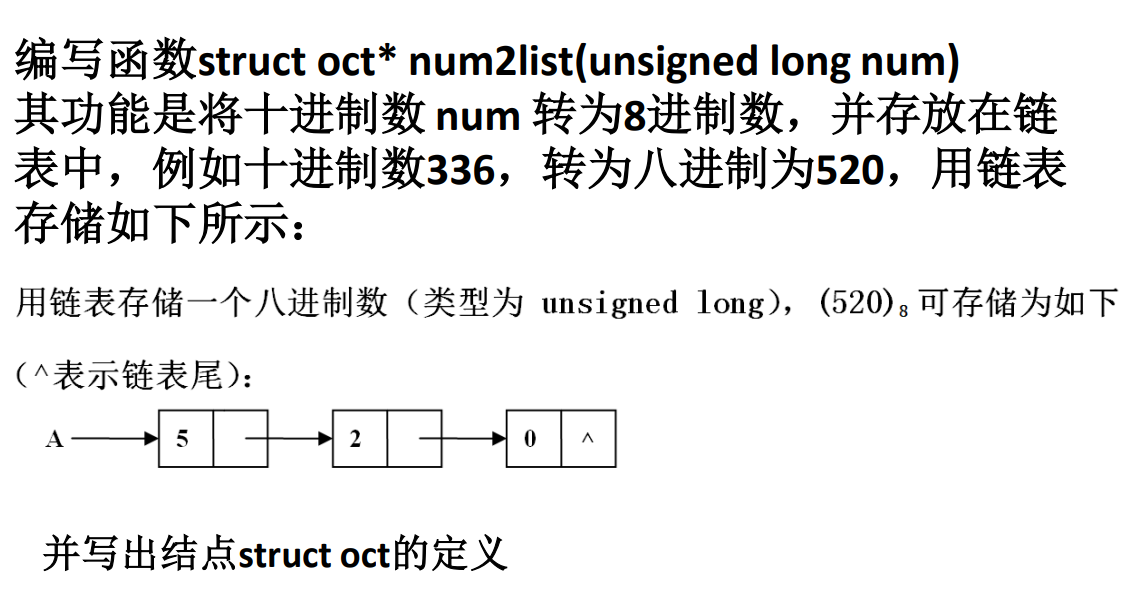 编写函数struct oct* num2list(unsigned long num)
其功能是将十进制数 num 转为8进制数，并存放在链
表中，例如十进制数336，转为八进制为520，用链表
存储如下所示：
用链表存储一个八进制数（类型为 unsigned long），(520)₈ 可存储为如下
（^表示链表尾）：
A 5 2 0 ^
并写出结点struct oct的定义